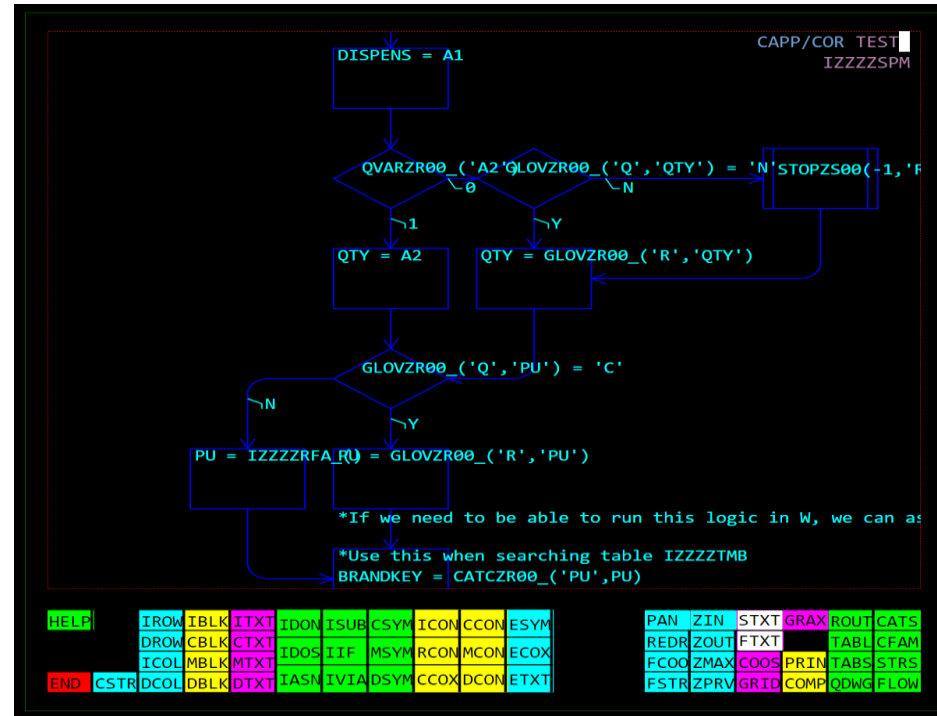 CAPP/COR TEST
IZZZZSPM
DISPENS = A1
QVARZR00_('A2')
GLOVZR00_('Q','QTY') = 'N'
STOPZS00(-1,'R
0
N
1
Y
QTY = A2
QTY = GLOVZR00_('R','QTY')
GLOVZR00_('Q','PU') = 'C'
N
Y
PU = IZZZZRFA_()
PU = GLOVZR00_('R','PU')
*If we need to be able to run this logic in W, we can as
*Use this when searching table IZZZZTMB
BRANDKEY = CATCZR00_('PU',PU)
HELP IROW IBLK ITXT IDON ISUB CSYM ICON CCON ESYM PAN ZIN STXT GRAX ROUT CATS
DROW CBLK CTXT IDOS IIF MSYM RCON MCON ECOX REDR ZOUT FTXT TABL CFAM
ICOL MBLK MTXT IASN IVIA DSYM CCOX DCON ETXT FCOO ZMAX COOS PRIN TABS STRS
END CSTR DCOL DBLK DTXT FSTR ZPRV GRID COMP QDWG FLOW